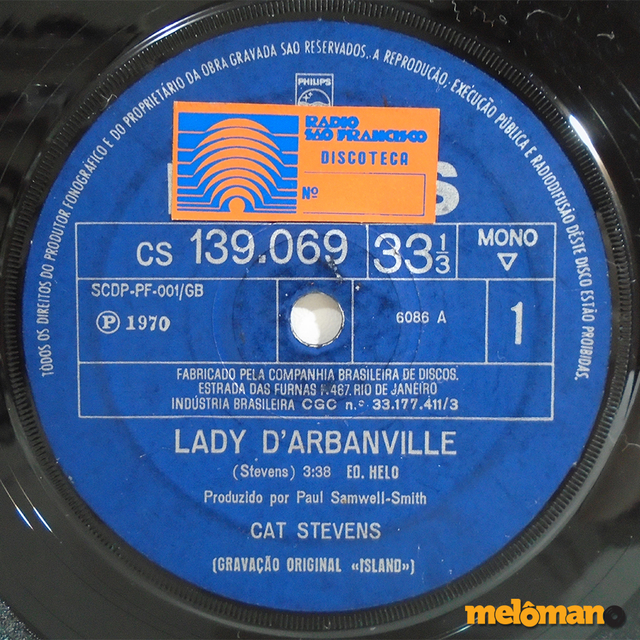 TODOS OS DIREITOS DO PRODUTOR FONOGRÁFICO E DO PROPRIETÁRIO DA OBRA GRAVADA SAO RESERVADOS. A REPRODUÇÃO, EXECUÇÃO PÚBLICA E RADIODIFUSÃO DÊSTE DISCO ESTÃO PROIBIDAS.
PHILIPS
RADIO
SÃO FRANCISCO
DISCOTECA
Nº
S
CS 139.069 33 1/3 MONO
SCDP-PF-001/GB
℗ 1970 6086 A 1
FABRICADO PELA COMPANHIA BRASILEIRA DE DISCOS.
ESTRADA DAS FURNAS Nº 487. RIO DE JANEIRO
INDÚSTRIA BRASILEIRA CGC n.º 33.177.411/3
LADY D'ARBANVILLE
(Stevens) 3:38 ED. HELO
Produzido por Paul Samwell-Smith
CAT STEVENS
(GRAVAÇÃO ORIGINAL «ISLAND»)
melômano